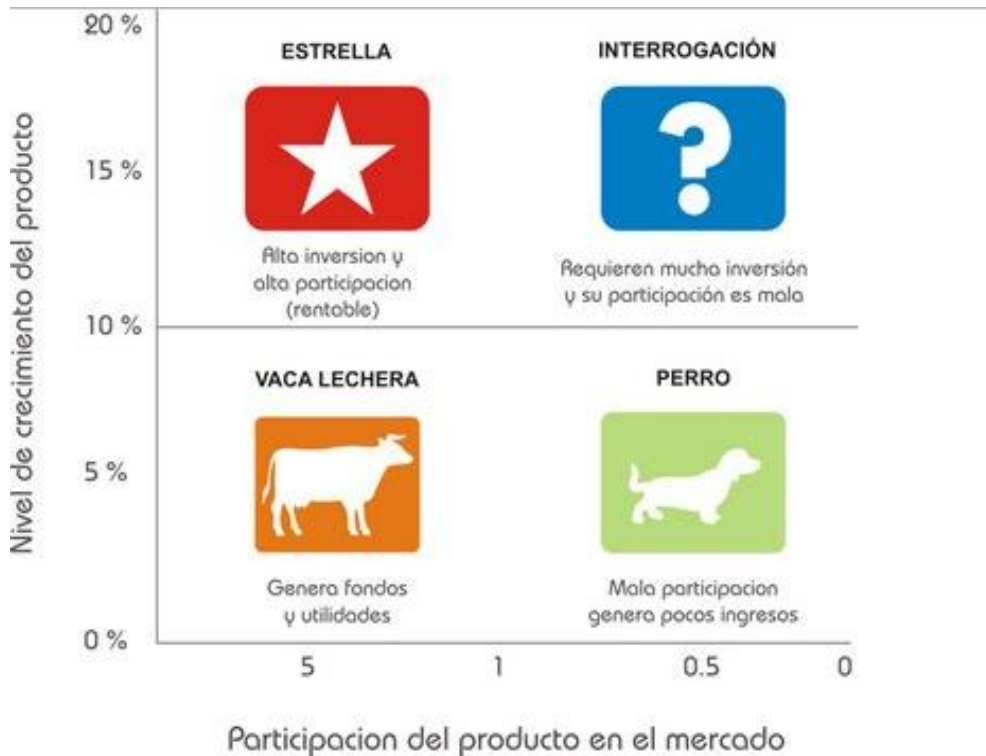 20 %
ESTRELLA
INTERROGACIÓN
15 %
Alta inversion y
alta participacion
(rentable)
Requieren mucha inversión
y su participación es mala
10 %
VACA LECHERA
PERRO
5 %
Genera fondos
y utilidades
Mala participacion
genera pocos ingresos
0 %
5
1
0.5
0
Nivel de crecimiento del producto
Participacion del producto en el mercado